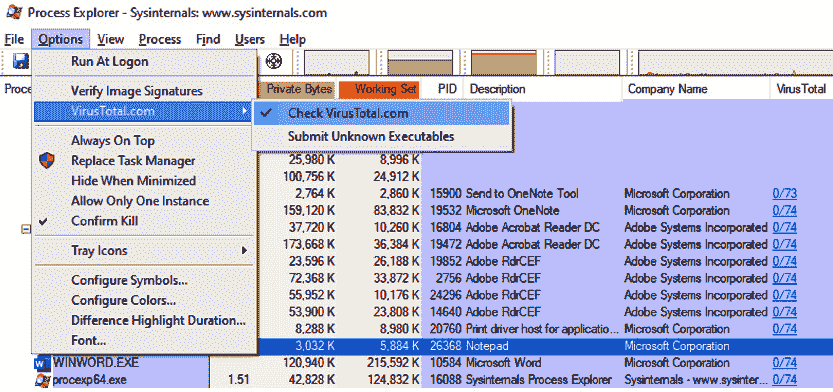 Process Explorer - Sysinternals: www.sysinternals.com
File Options View Process Find Users Help
Run At Logon
Verify Image Signatures
VirusTotal.com
Always On Top
Replace Task Manager
Hide When Minimized
Allow Only One Instance
Confirm Kill
Tray Icons
Configure Symbols...
Configure Colors...
Difference Highlight Duration...
Font...
Check VirusTotal.com
Submit Unknown Executables
Proce Private Bytes Working Set PID Description Company Name VirusTotal
25,980 K 8,996 K
100,756 K 24,912 K
2,764 K 2,860 K 15900 Send to OneNote Tool Microsoft Corporation 0/73
159,120 K 83,832 K 19532 Microsoft OneNote Microsoft Corporation 0/74
37,720 K 10,260 K 16804 Adobe Acrobat Reader DC Adobe Systems Incorporated 0/74
173,668 K 36,384 K 19472 Adobe Acrobat Reader DC Adobe Systems Incorporated 0/74
23,596 K 26,188 K 19852 Adobe RdrCEF Adobe Systems Incorporated 0/74
72,368 K 33,872 K 2756 Adobe RdrCEF Adobe Systems Incorporated 0/74
55,952 K 10,176 K 24296 Adobe RdrCEF Adobe Systems Incorporated 0/74
53,900 K 23,808 K 14640 Adobe RdrCEF Adobe Systems Incorporated 0/74
8,288 K 8,980 K 20760 Print driver host for applicatio... Microsoft Corporation 0/74
3,032 K 5,884 K 26368 Notepad Microsoft Corporation 0/74
WINWORD.EXE 120,940 K 215,592 K 10584 Microsoft Word Microsoft Corporation 0/74
procexp64.exe 1.51 42,828 K 124,832 K 16088 Sysinternals Process Explorer Sysinternals - www.sysinter... 0/74